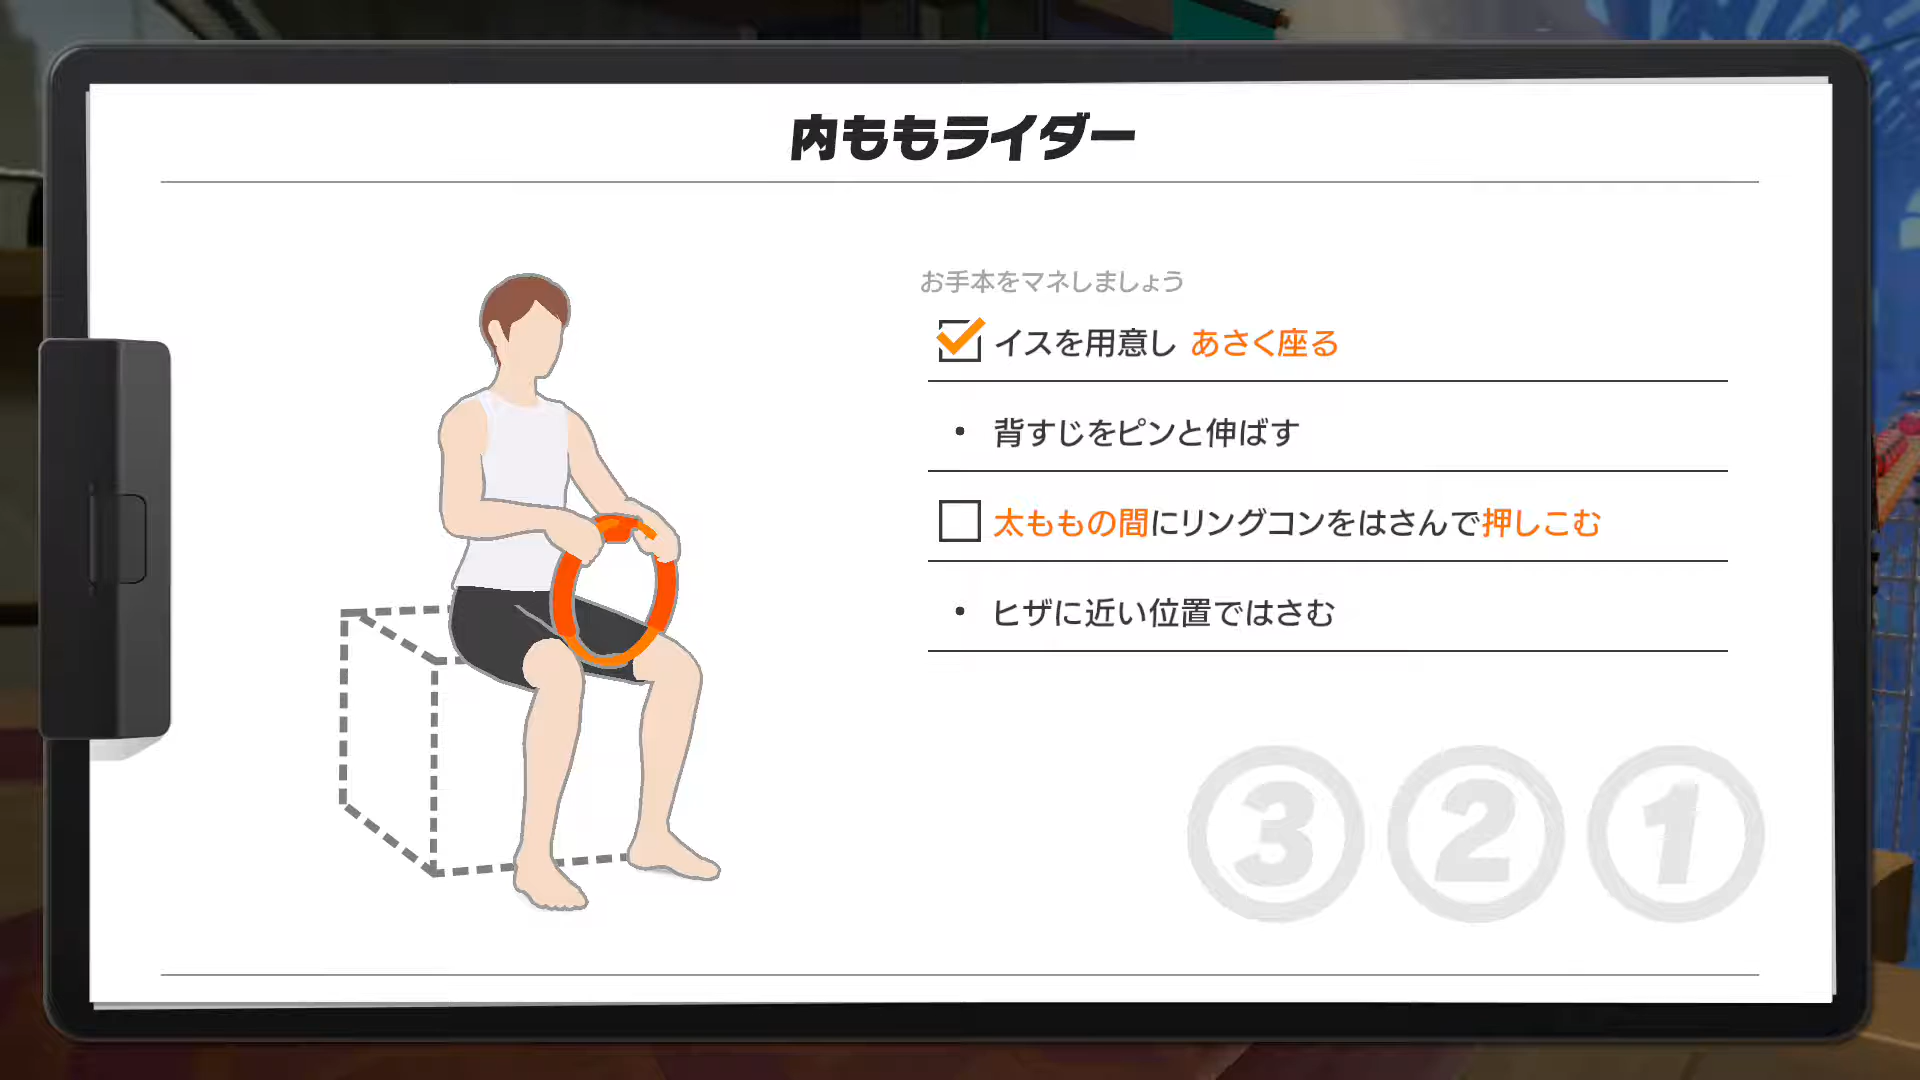 内ももライダー
お手本をマネしましょう
イスを用意し あさく座る
・ 背すじをピンと伸ばす
太ももの間にリングコンをはさんで押しこむ
・ ヒザに近い位置ではさむ
3 2 1